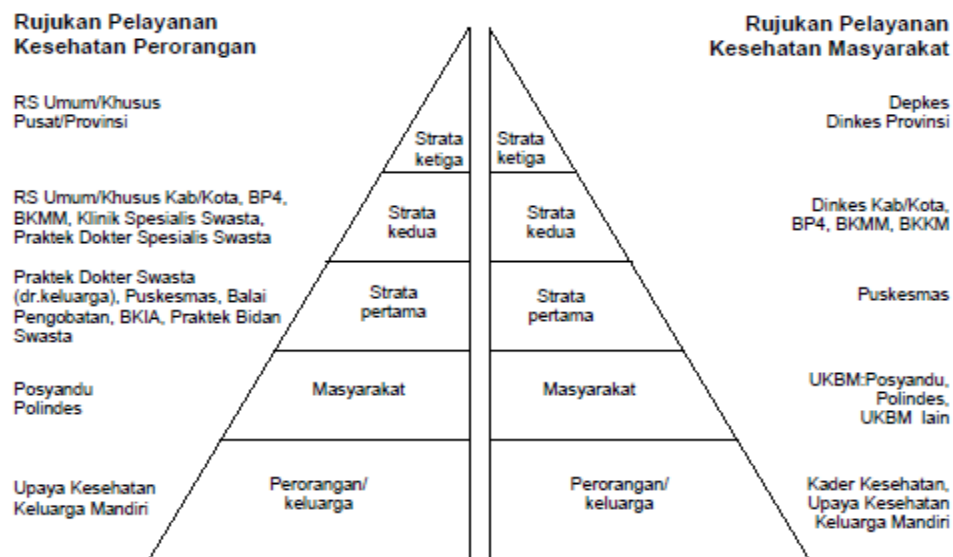 Rujukan Pelayanan
Kesehatan Perorangan
Rujukan Pelayanan
Kesehatan Masyarakat
RS Umum/Khusus
Pusat/Provinsi
Strata
ketiga
Strata
ketiga
Depkes
Dinkes Provinsi
RS Umum/Khusus Kab/Kota, BP4,
BKMM, Klinik Spesialis Swasta,
Praktek Dokter Spesialis Swasta
Strata
kedua
Strata
kedua
Dinkes Kab/Kota,
BP4, BKMM, BKKM
Praktek Dokter Swasta
(dr.keluarga), Puskesmas, Balai
Pengobatan, BKIA, Praktek Bidan
Swasta
Strata
pertama
Strata
pertama
Puskesmas
Posyandu
Polindes
Masyarakat
Masyarakat
UKBM:Posyandu,
Polindes,
UKBM lain
Upaya Kesehatan
Keluarga Mandiri
Perorangan/
keluarga
Perorangan/
keluarga
Kader Kesehatan,
Upaya Kesehatan
Keluarga Mandiri